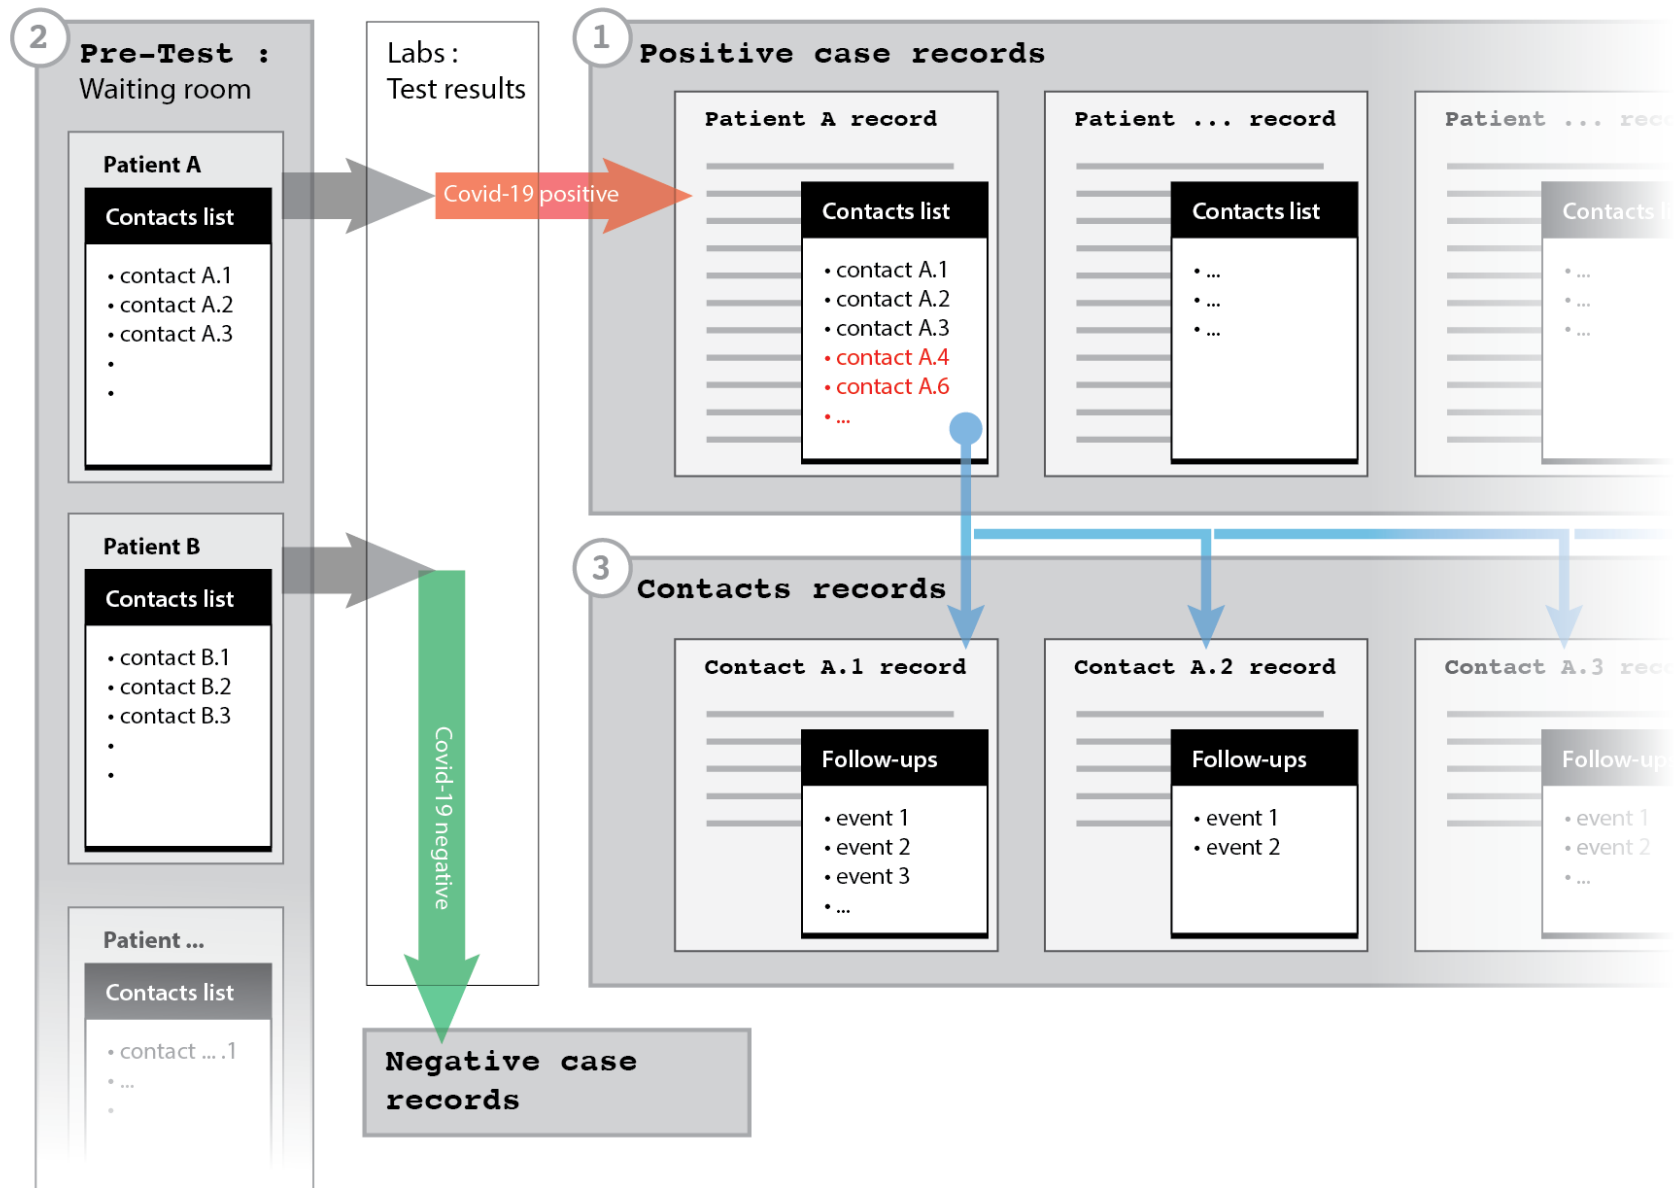 2
Pre-Test :
Waiting room
Patient A
Contacts list
• contact A.1
• contact A.2
• contact A.3
•
•
Patient B
Contacts list
• contact B.1
• contact B.2
• contact B.3
•
•
Patient ...
Contacts list
• contact ... .1
• ...
•
Labs :
Test results
Covid-19 positive
Covid-19 negative
Negative case
records
1
Positive case records
Patient A record
Contacts list
• contact A.1
• contact A.2
• contact A.3
• contact A.4
• contact A.6
• ...
Patient ... record
Contacts list
• ...
• ...
• ...
Patient ... rec
Contacts li
• ...
• ...
• ...
3
Contacts records
Contact A.1 record
Follow-ups
• event 1
• event 2
• event 3
• ...
Contact A.2 record
Follow-ups
• event 1
• event 2
Contact A.3 rec
Follow-up
• event 1
• event 2
• ...